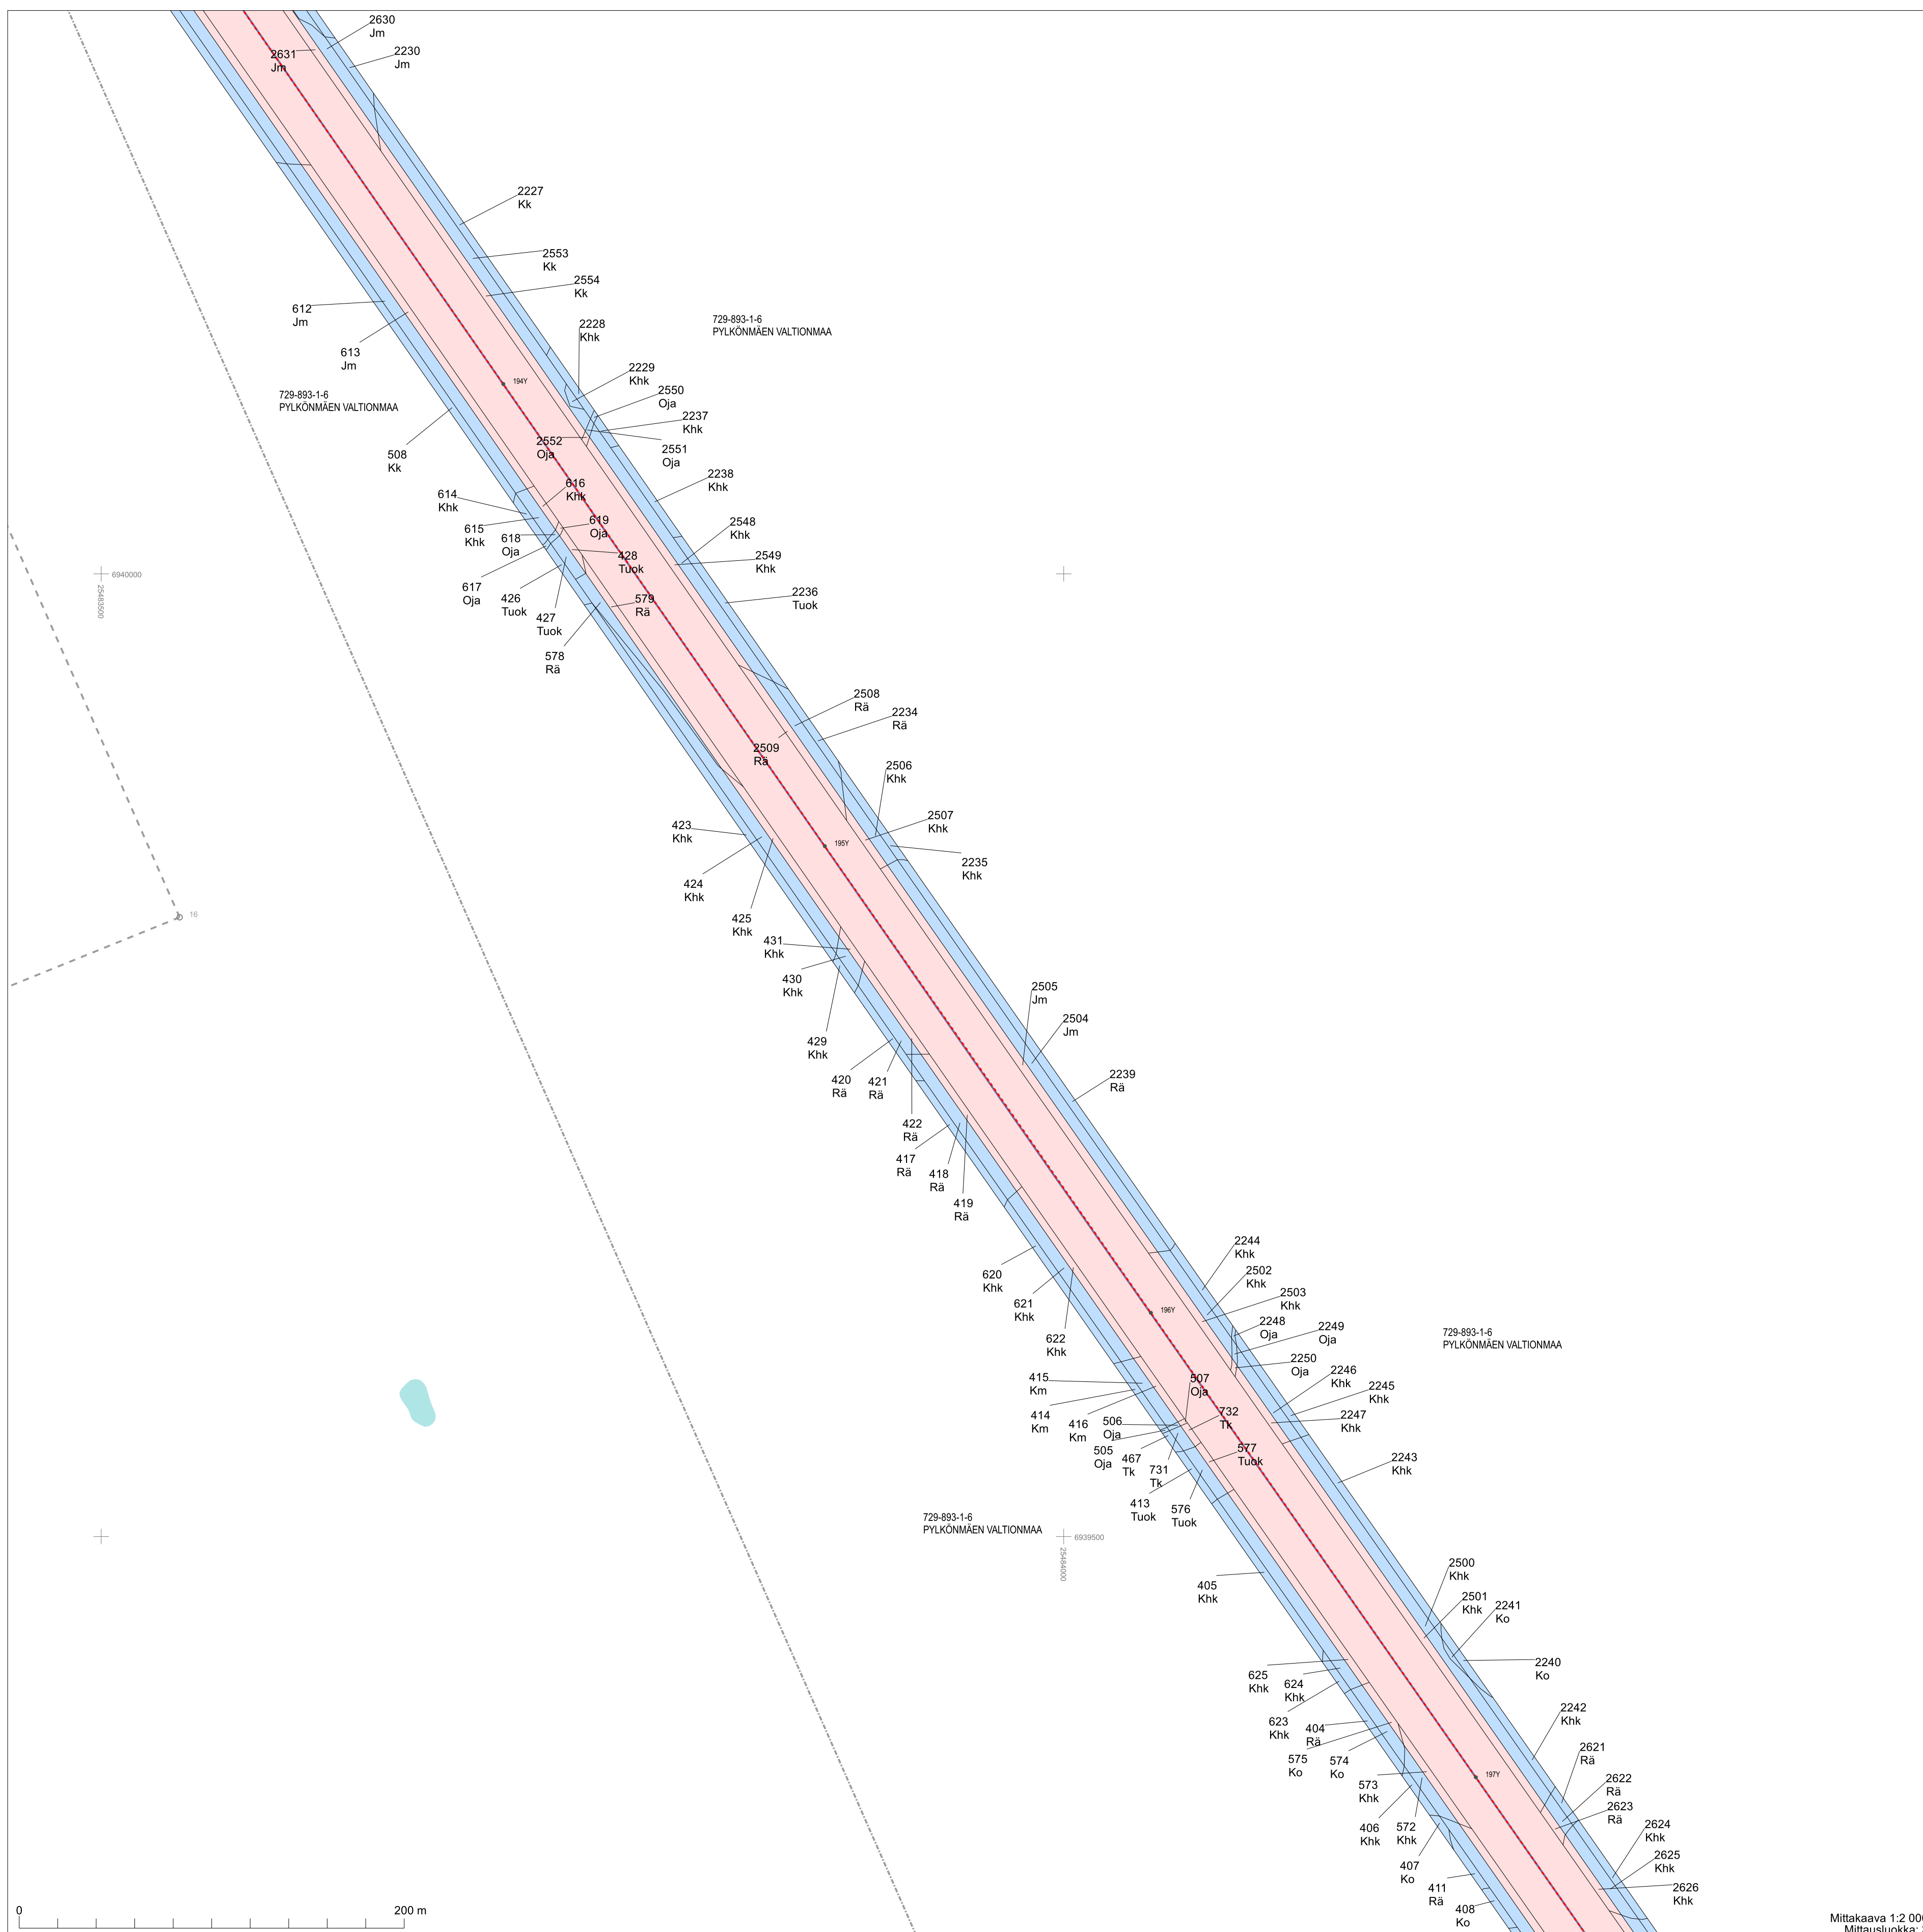 2630
Jm
2631
Jm
2230
Jm
2227
Kk
2553
Kk
2554
Kk
612
Jm
613
Jm
2228
Khk
729-893-1-6
PYLKÖNMÄEN VALTIONMAA
2229
Khk
194Y
729-893-1-6
PYLKÖNMÄEN VALTIONMAA
2550
Oja
2237
Khk
2552
Oja
2551
Oja
508
Kk
2238
Khk
616
Khk
614
Khk
615
Khk
619
Oja
618
Oja
2548
Khk
2549
Khk
428
Tuok
6940000
25483500
617
Oja
426
Tuok
427
Tuok
579
Rä
2236
Tuok
578
Rä
2508
Rä
2234
Rä
2509
Rä
2506
Khk
2507
Khk
423
Khk
195Y
2235
Khk
424
Khk
16
425
Khk
431
Khk
430
Khk
2505
Jm
2504
Jm
429
Khk
2239
Rä
420
Rä
421
Rä
422
Rä
417
Rä
418
Rä
419
Rä
2244
Khk
2502
Khk
620
Khk
2503
Khk
621
Khk
196Y
2248
Oja
2249
Oja
622
Khk
729-893-1-6
PYLKÖNMÄEN VALTIONMAA
2250
Oja
2246
Khk
415
Km
507
Oja
2245
Khk
414
Km
416
Km
506
Oja
732
Tk
2247
Khk
505
Oja
467
Tk
731
Tk
577
Tuok
2243
Khk
413
Tuok
576
Tuok
729-893-1-6
PYLKÖNMÄEN VALTIONMAA
6939500
25484000
2500
Khk
405
Khk
2501
Khk
2241
Ko
2240
Ko
625
Khk
624
Khk
2242
Khk
623
Khk
404
Rä
575
Ko
574
Ko
2621
Rä
573
Khk
197Y
2622
Rä
2623
Rä
406
Khk
572
Khk
2624
Khk
407
Ko
2625
Khk
411
Rä
2626
Khk
408
Ko
0
200 m
Mittakaava 1:2 00
Mittausluokka: